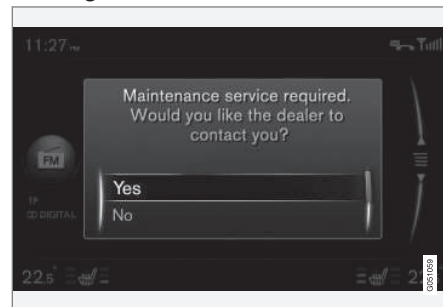 11:27
Maintenance service required.
Would you like the dealer to
contact you?
FM
Yes
No
TP
DIGITAL
22.5
G051059